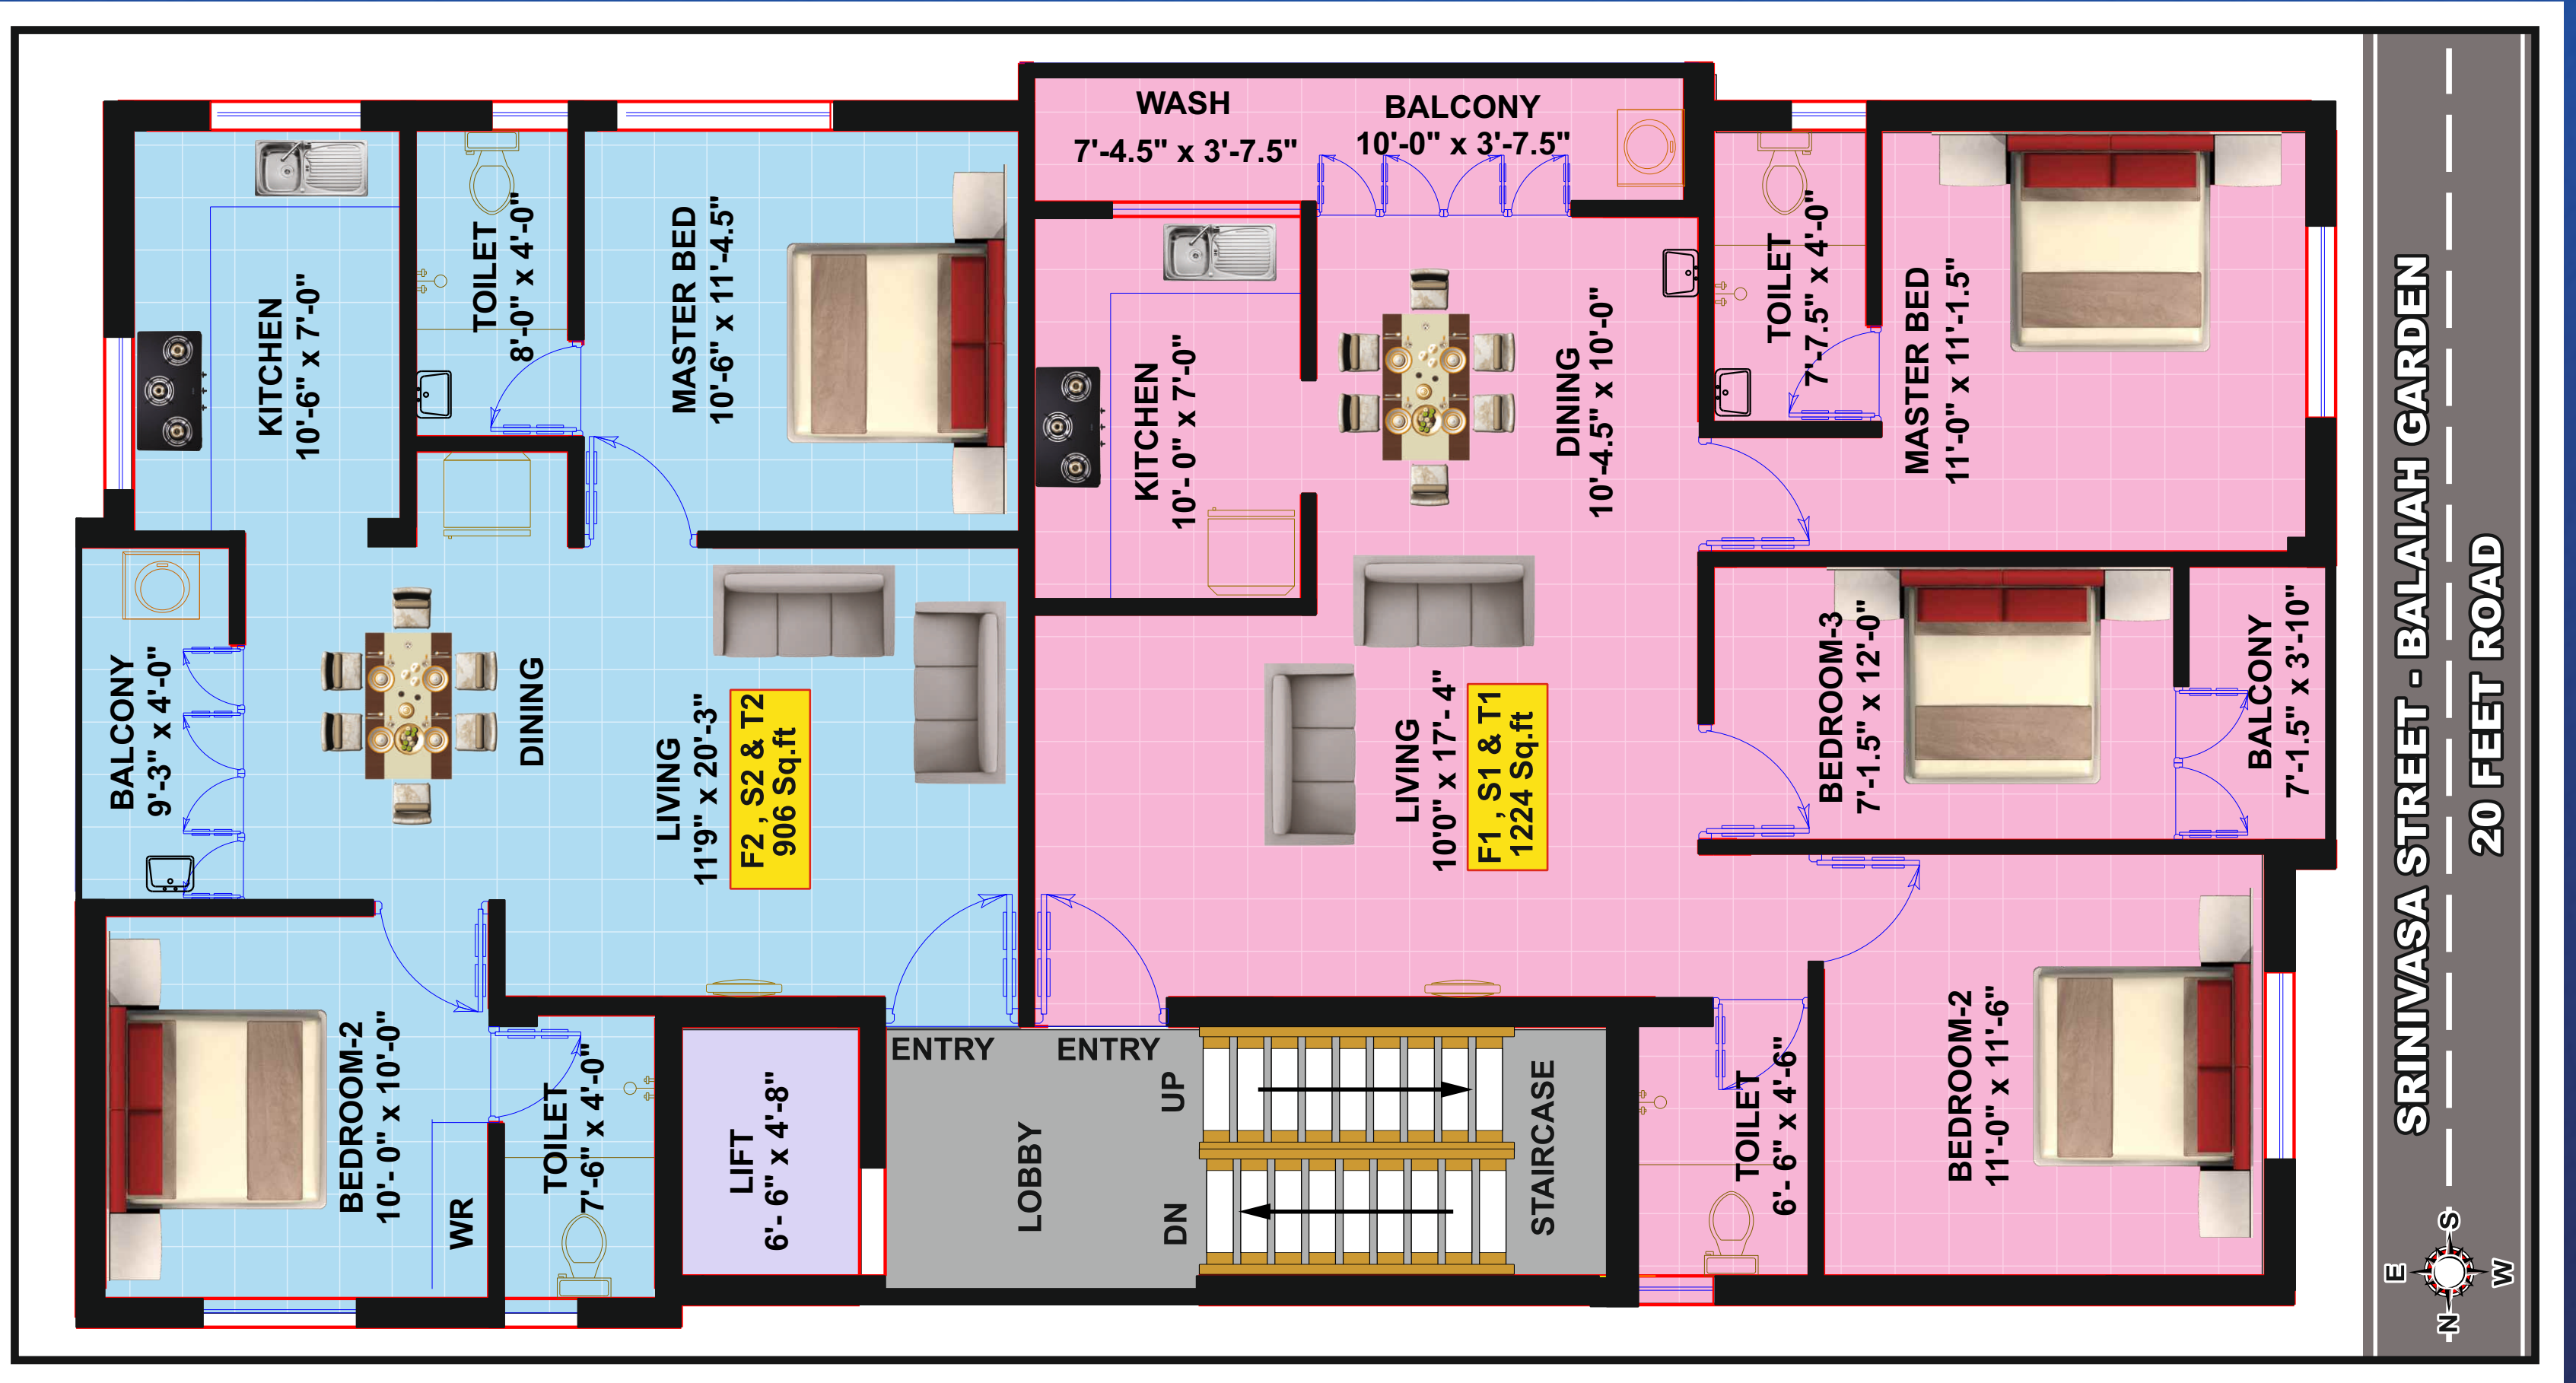 KITCHEN
10'-6" x 7'-0"
TOILET
8'-0" x 4'-0"
MASTER BED
10'-6" x 11'-4.5"
BALCONY
9'-3" x 4'-0"
DINING
LIVING
11'9" x 20'-3"
F2 , S2 & T2
906 Sq.ft
BEDROOM-2
10'- 0" x 10'-0"
WR
TOILET
7'-6" x 4'-0"
LIFT
6'- 6" x 4'-8"
ENTRY
ENTRY
LOBBY
UP
DN
STAIRCASE
WASH
7'-4.5" x 3'-7.5"
BALCONY
10'-0" x 3'-7.5"
KITCHEN
10'- 0" x 7'-0"
DINING
10'-4.5" x 10'-0"
TOILET
7'-7.5" x 4'-0"
MASTER BED
11'-0" x 11'-1.5"
LIVING
10'0" x 17'- 4"
F1 , S1 & T1
1224 Sq.ft
BEDROOM-3
7'-1.5" x 12'-0"
BALCONY
7'-1.5" x 3'-10"
TOILET
6'- 6" x 4'-6"
BEDROOM-2
11'-0" x 11'-6"
SRINIVASA STREET - BALAIAH GARDEN
20 FEET ROAD
S
E
W
N